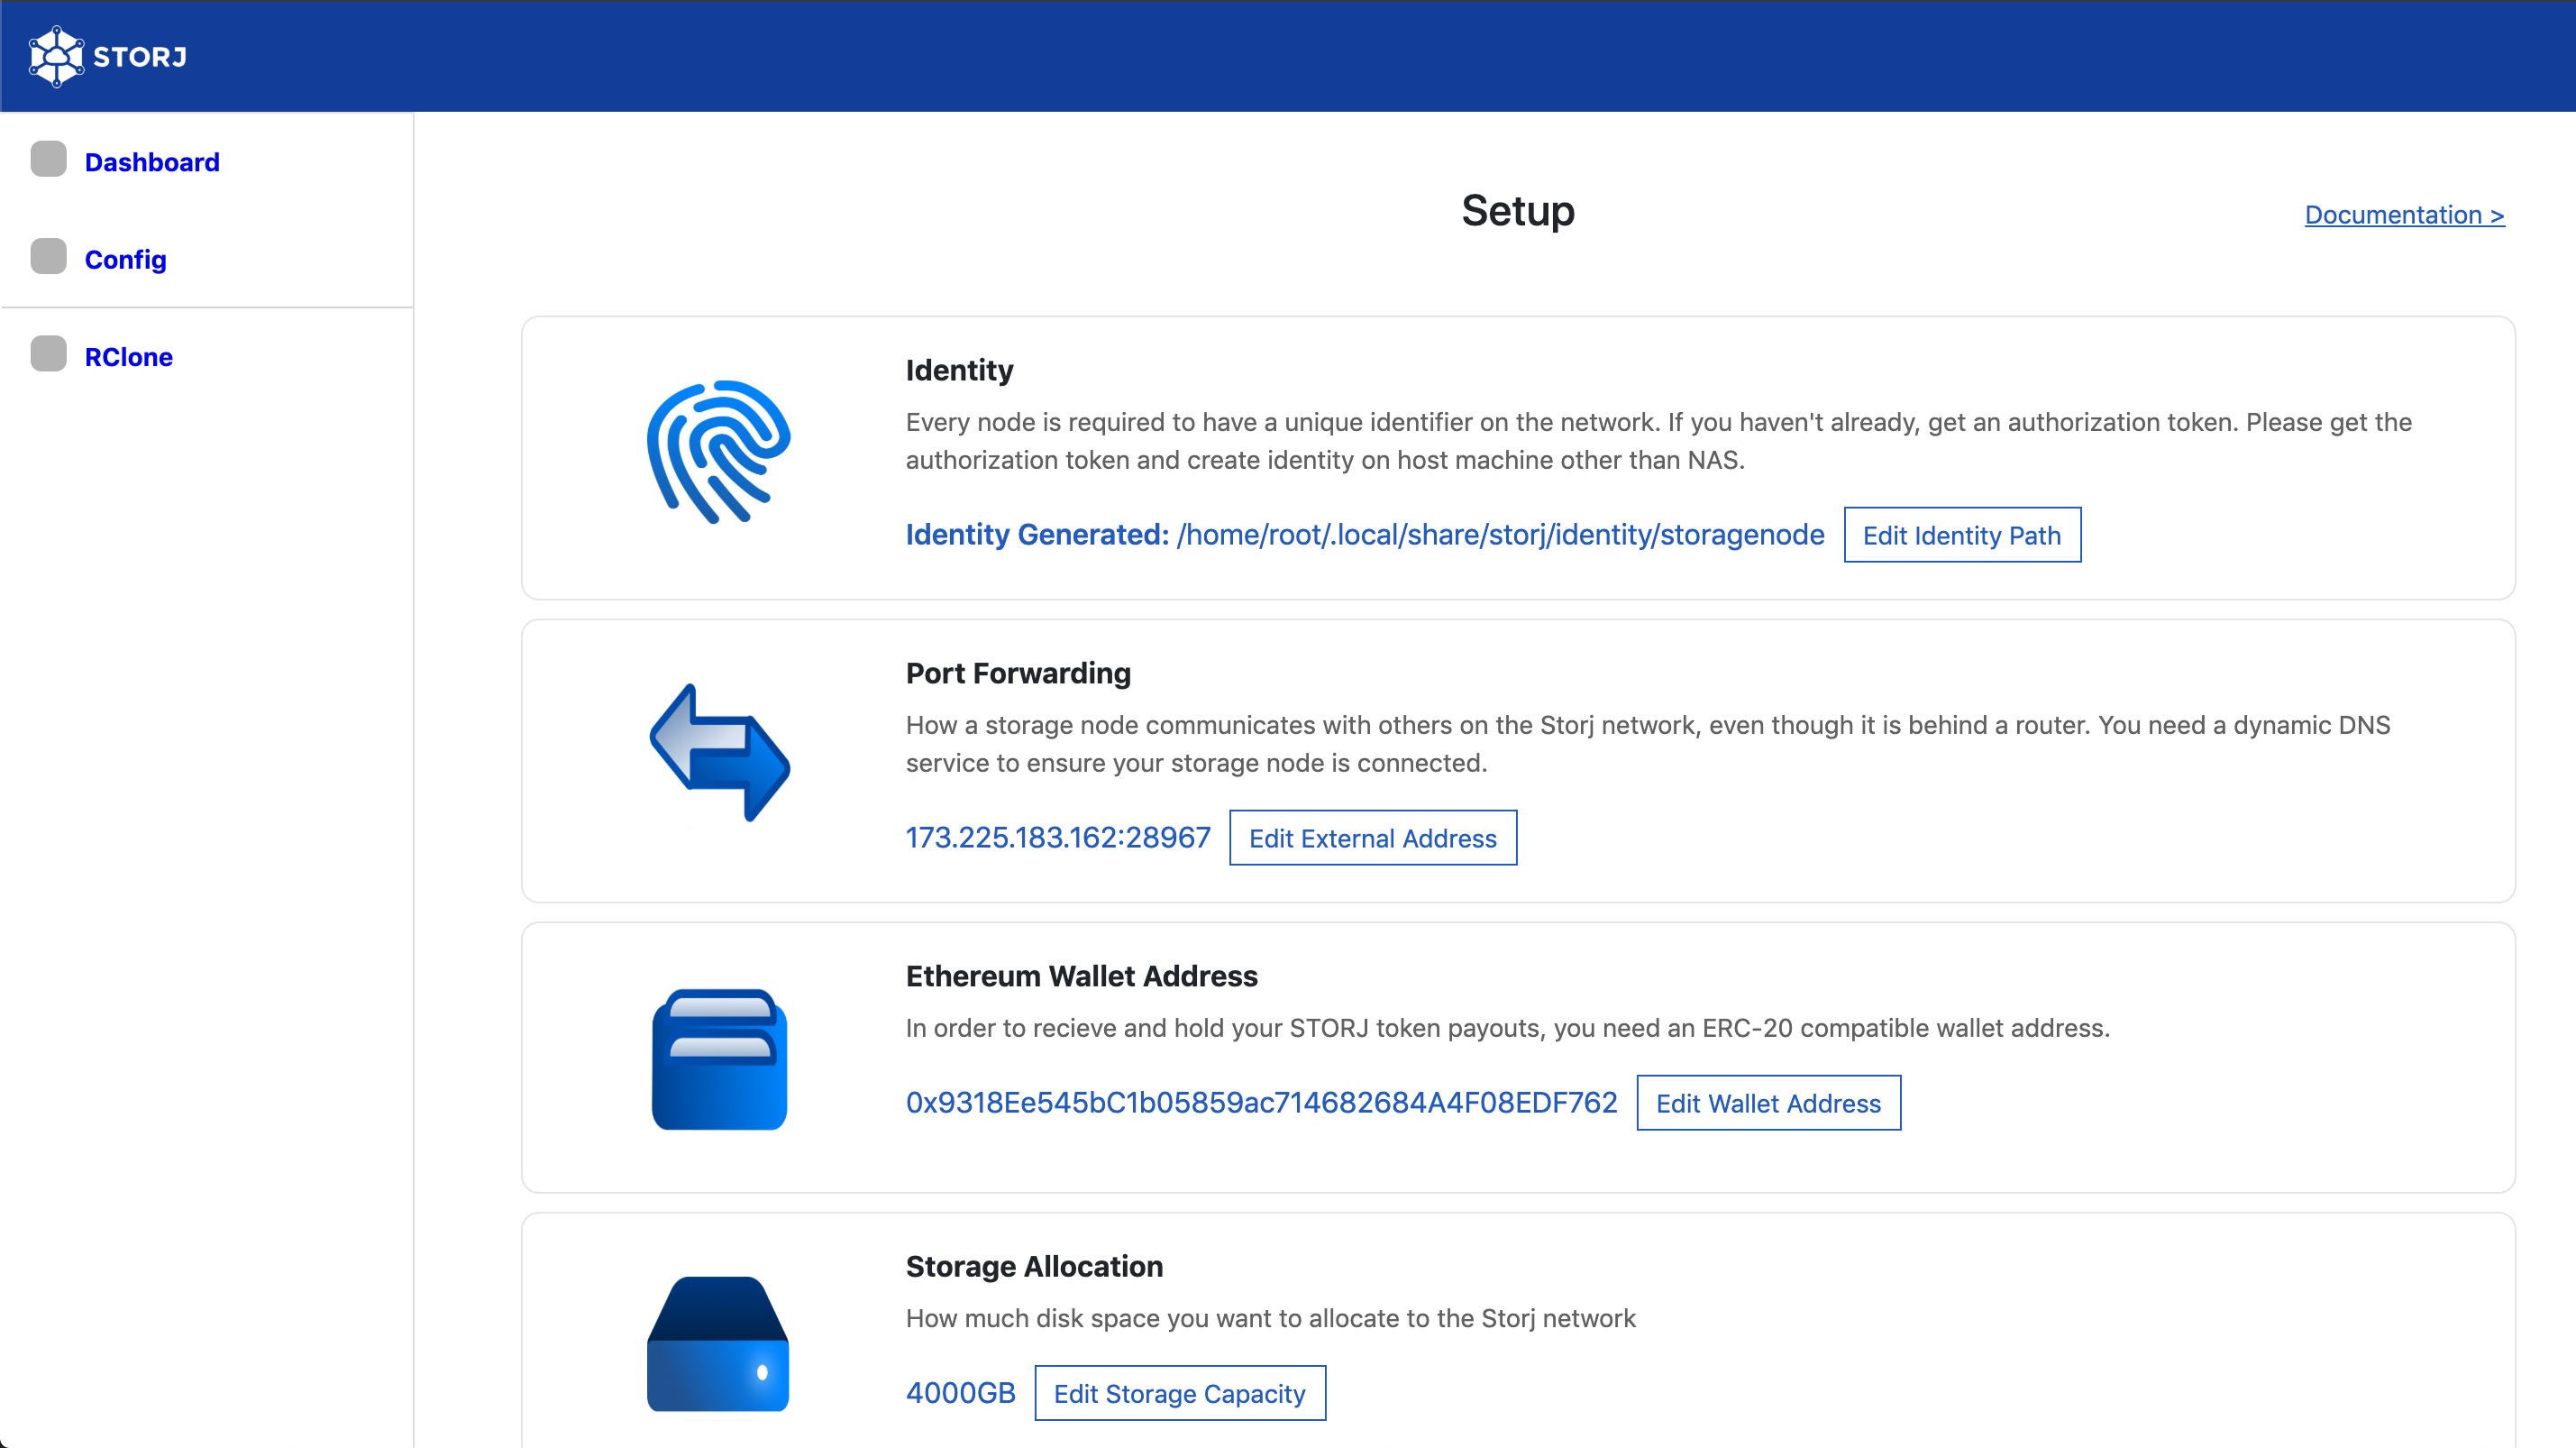 STORJ
Dashboard
Config
RClone
Setup
Documentation >
Identity
Every node is required to have a unique identifier on the network. If you haven't already, get an authorization token. Please get the
authorization token and create identity on host machine other than NAS.
Identity Generated: /home/root/.local/share/storj/identity/storagenode
Edit Identity Path
Port Forwarding
How a storage node communicates with others on the Storj network, even though it is behind a router. You need a dynamic DNS
service to ensure your storage node is connected.
173.225.183.162:28967
Edit External Address
Ethereum Wallet Address
In order to recieve and hold your STORJ token payouts, you need an ERC-20 compatible wallet address.
0x9318Ee545bC1b05859ac714682684A4F08EDF762
Edit Wallet Address
Storage Allocation
How much disk space you want to allocate to the Storj network
4000GB
Edit Storage Capacity